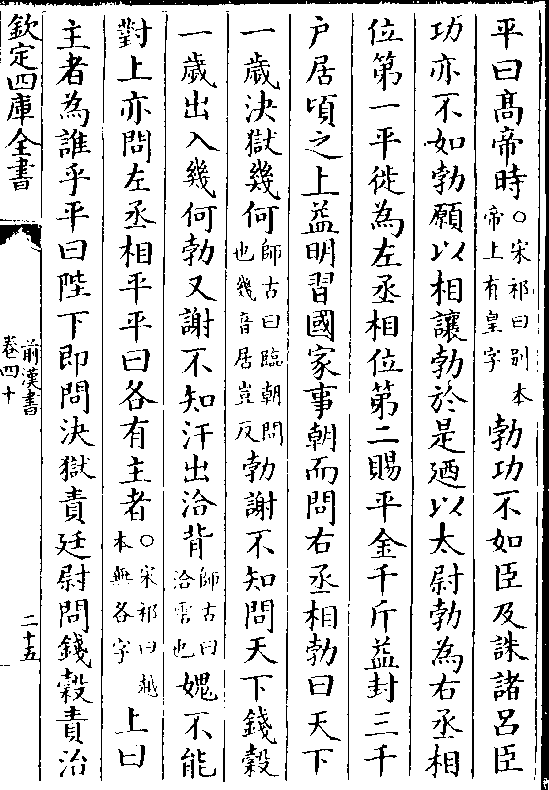 平曰髙帝時○宋祁曰别本帝上有皇字勃功不如臣及誅諸呂臣
功亦不如勃願以相讓勃於是廼以太尉勃為右丞相
位第一平徙為左丞相位第二賜平金千斤益封三千
户居頃之上益明習國家事朝而問右丞相勃曰天下
一歲決獄幾何師古曰臨朝問也幾音居豈反勃謝不知問天下錢榖
一歲出入幾何勃又謝不知汗出洽背師古曰洽霑也媿不能
對上亦問左丞相平平曰各有主者○宋祁曰越本無各字上曰
主者為誰乎平曰陛下即問決獄責廷尉問錢榖責治
欽定四庫全書
前漢書
卷四十
二十五